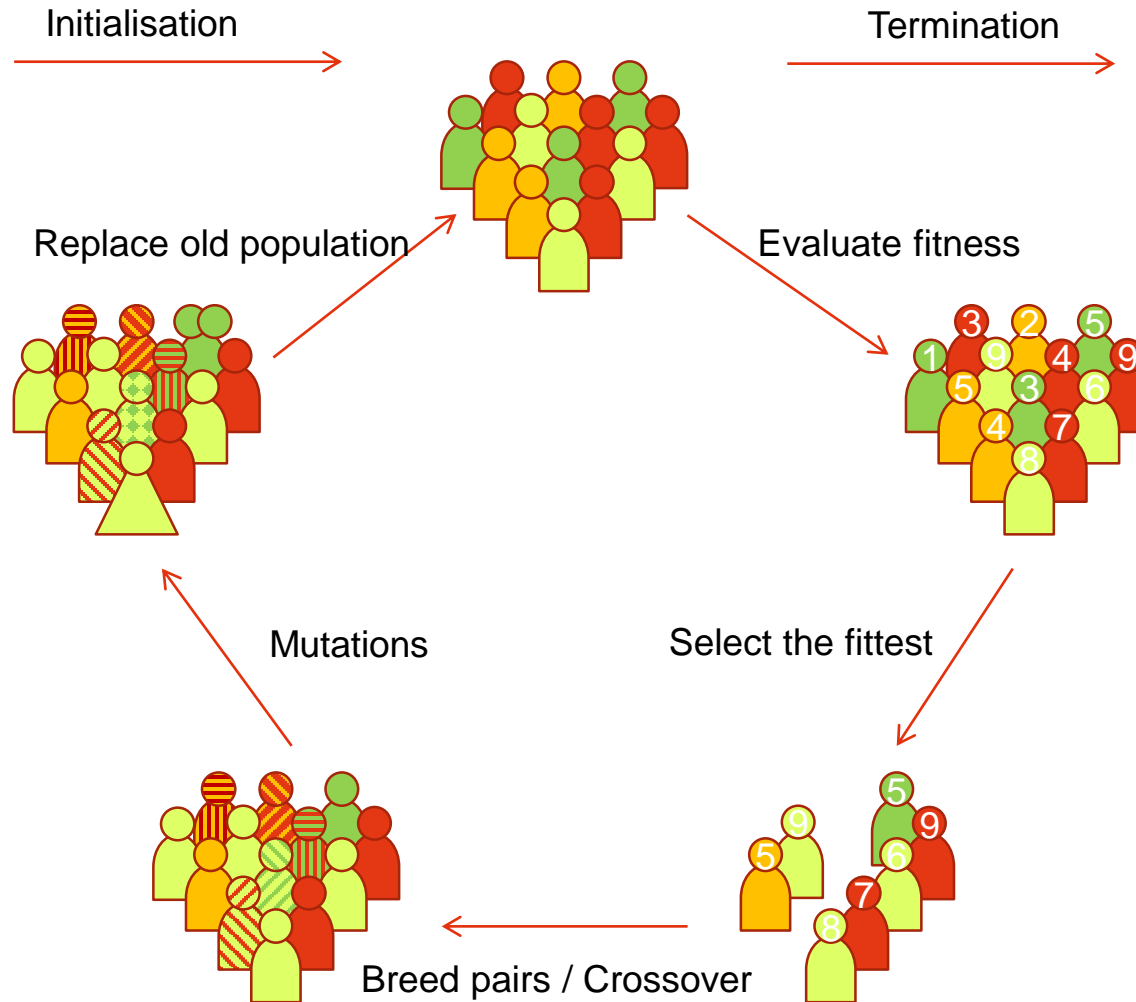 Initialisation
Termination
Replace old population
Evaluate fitness
3 2 5
1 9 4 9
5 3 6
4 7
8
Mutations
Select the fittest
5
9 9
5 6
7
8
Breed pairs / Crossover